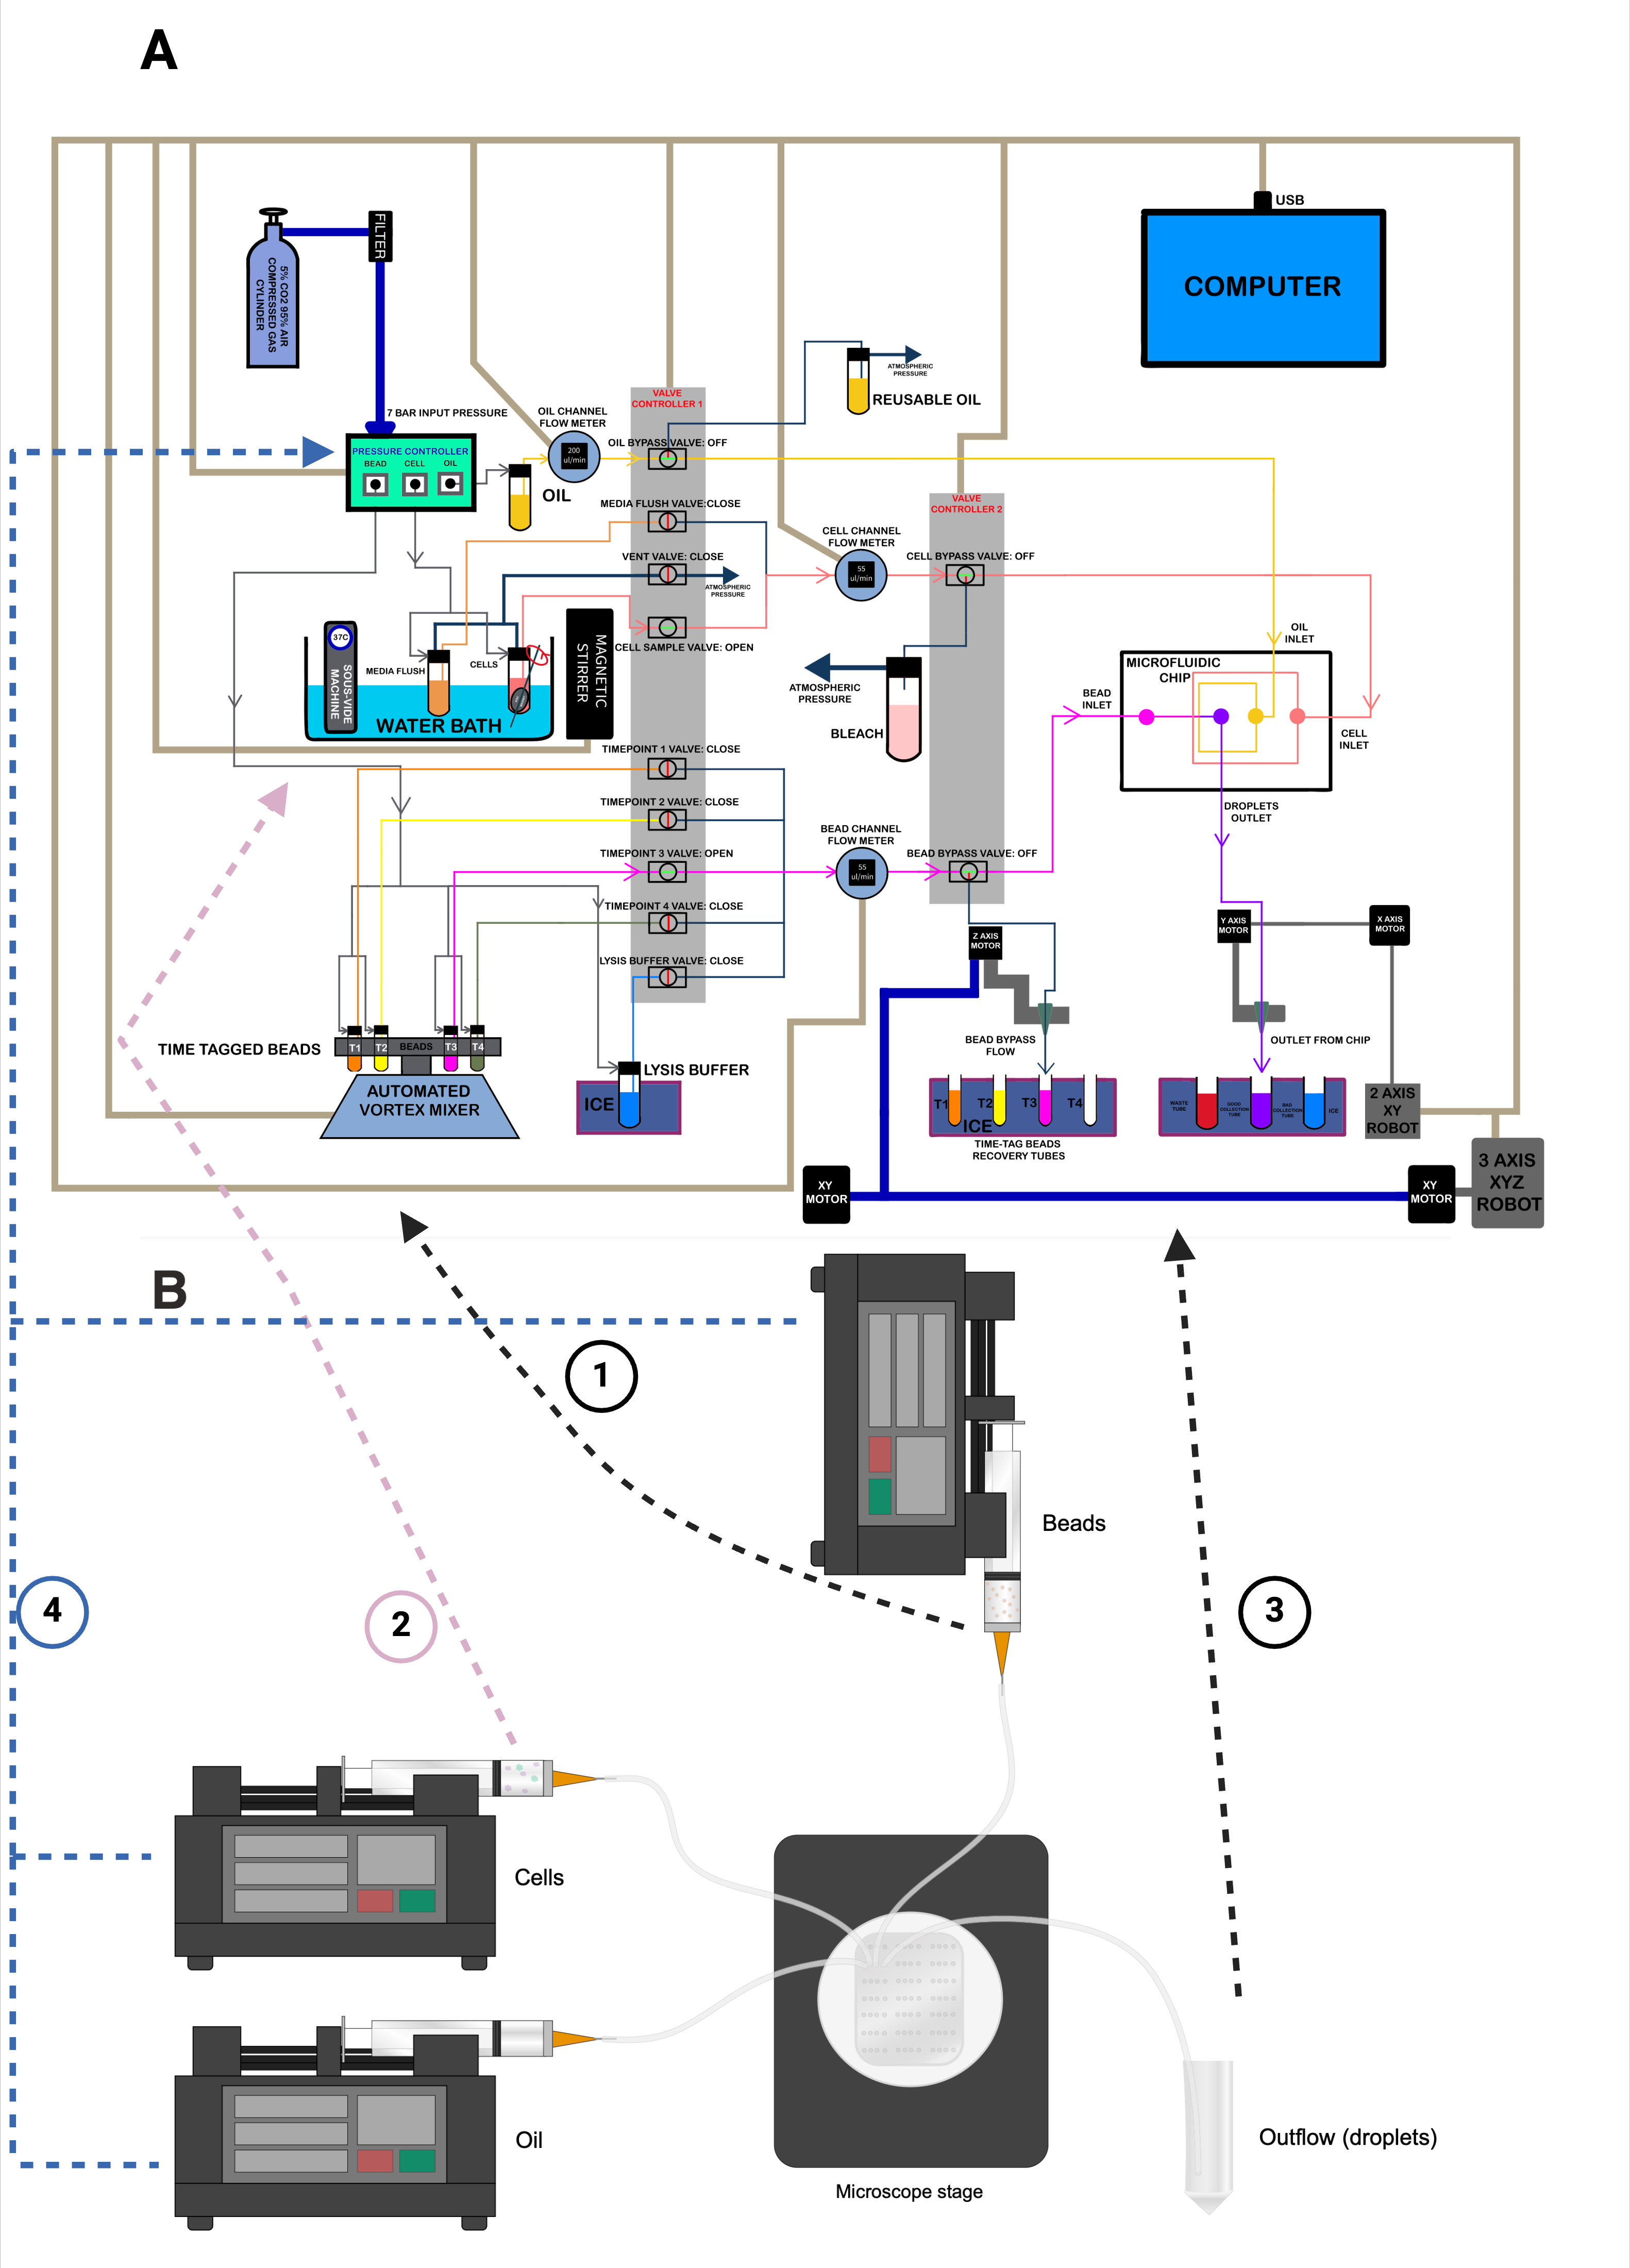 A
USB
COMPUTER
FILTER
5% CO2 95% AIR
COMPRESSED GAS
CYLINDER
7 BAR INPUT PRESSURE
PRESSURE CONTROLLER
BEAD
CELL
OIL
OIL
OIL CHANNEL
FLOW METER
200
ul/min
VALVE
CONTROLLER 1
OIL BYPASS VALVE: OFF
ATMOSPHERIC
PRESSURE
REUSABLE OIL
MEDIA FLUSH VALVE:CLOSE
VENT VALVE: CLOSE
ATMOSPHERIC
PRESSURE
CELL SAMPLE VALVE: OPEN
CELL CHANNEL
FLOW METER
55
ul/min
VALVE
CONTROLLER 2
CELL BYPASS VALVE: OFF
37C
SOUS-VIDE
MACHINE
MEDIA FLUSH
CELLS
WATER BATH
MAGNETIC
STIRRER
ATMOSPHERIC
PRESSURE
BLEACH
OIL
INLET
MICROFLUIDIC
CHIP
BEAD
INLET
CELL
INLET
DROPLETS
OUTLET
TIMEPOINT 1 VALVE: CLOSE
TIMEPOINT 2 VALVE: CLOSE
TIMEPOINT 3 VALVE: OPEN
TIMEPOINT 4 VALVE: CLOSE
LYSIS BUFFER VALVE: CLOSE
BEAD CHANNEL
FLOW METER
55
ul/min
BEAD BYPASS VALVE: OFF
Z AXIS
MOTOR
Y AXIS
MOTOR
X AXIS
MOTOR
TIME TAGGED BEADS
T1
T2
BEADS
T3
T4
AUTOMATED
VORTEX MIXER
LYSIS BUFFER
ICE
BEAD BYPASS
FLOW
T1
T2
T3
T4
ICE
TIME-TAG BEADS
RECOVERY TUBES
OUTLET FROM CHIP
WASTE
TUBE
GOOD
COLLECTION
TUBE
BAD
COLLECTION
TUBE
ICE
2 AXIS
XY
ROBOT
3 AXIS
XYZ
ROBOT
XY
MOTOR
XY
MOTOR
B
1
Beads
4
2
3
Cells
Oil
Outflow (droplets)
Microscope stage